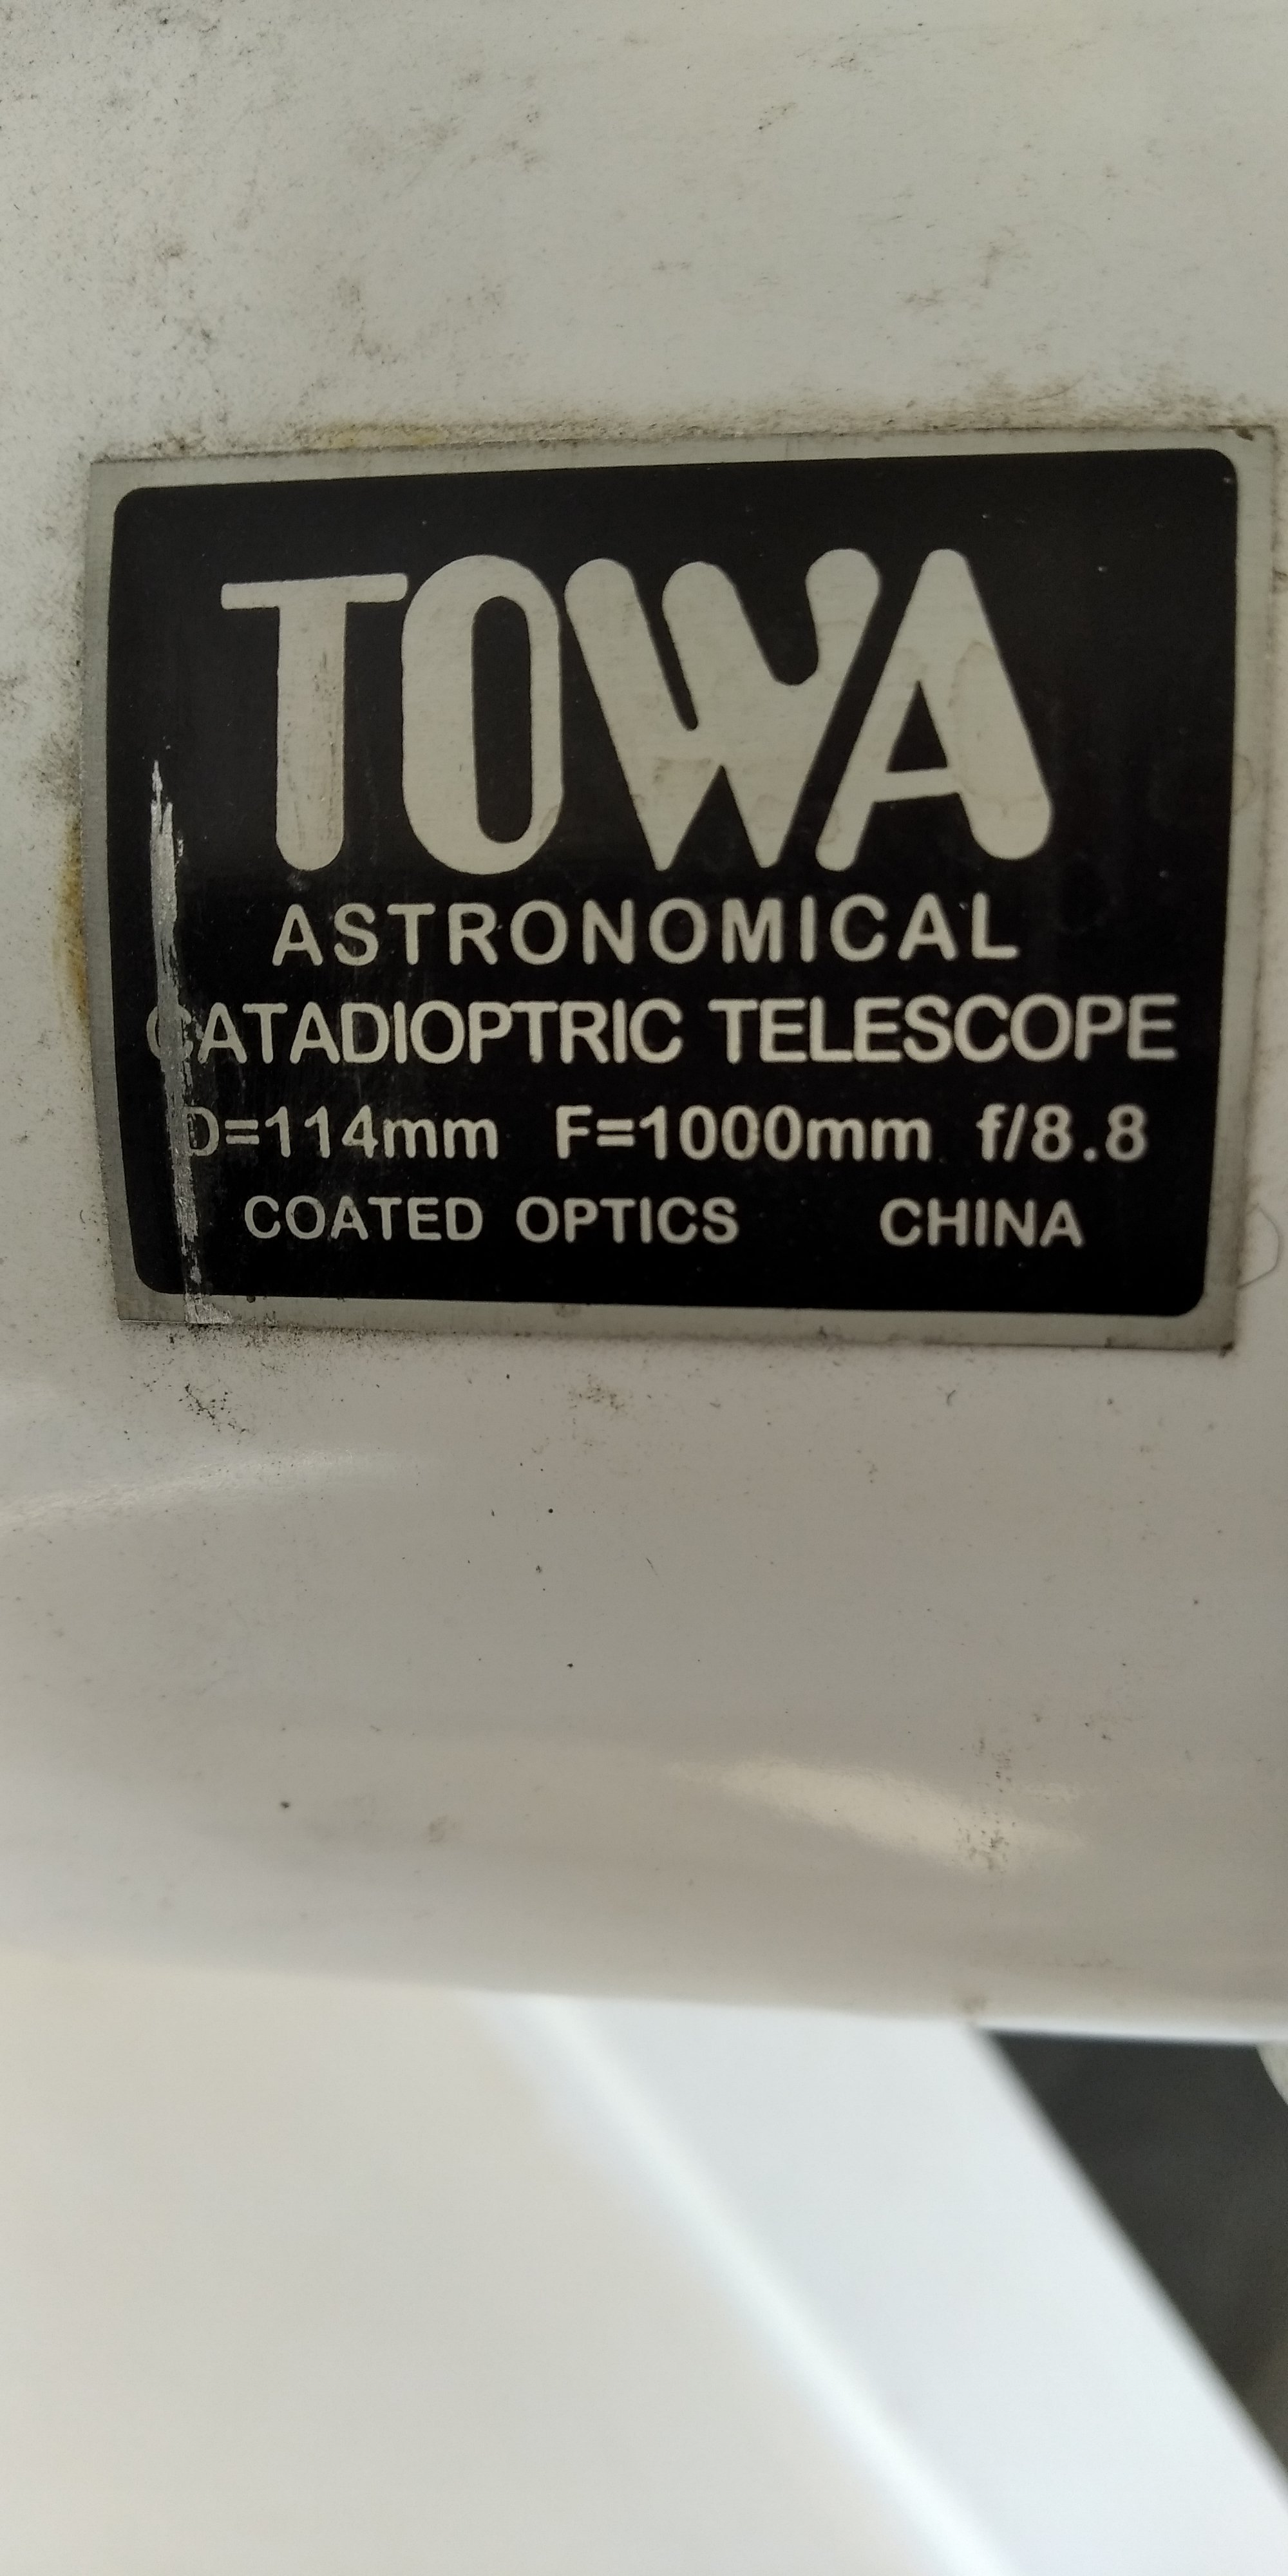 TOWA
ASTRONOMICAL
CATADIOPTRIC TELESCOPE
D=114mm F=1000mm f/8.8
COATED OPTICS CHINA